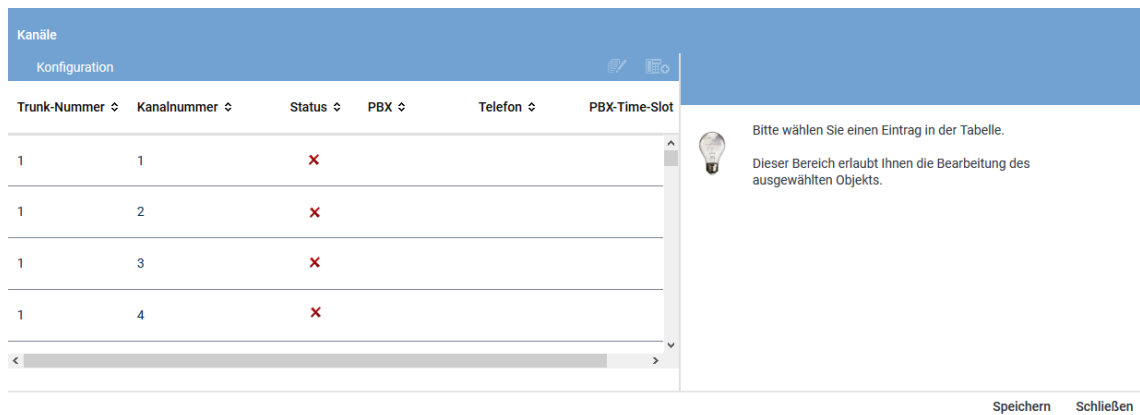 Kanäle
Konfiguration
Trunk-Nummer Kanalnummer Status PBX Telefon PBX-Time-Slot
1 1
1 2
1 3
1 4
Bitte wählen Sie einen Eintrag in der Tabelle.
Dieser Bereich erlaubt Ihnen die Bearbeitung des
ausgewählten Objekts.
Speichern Schließen